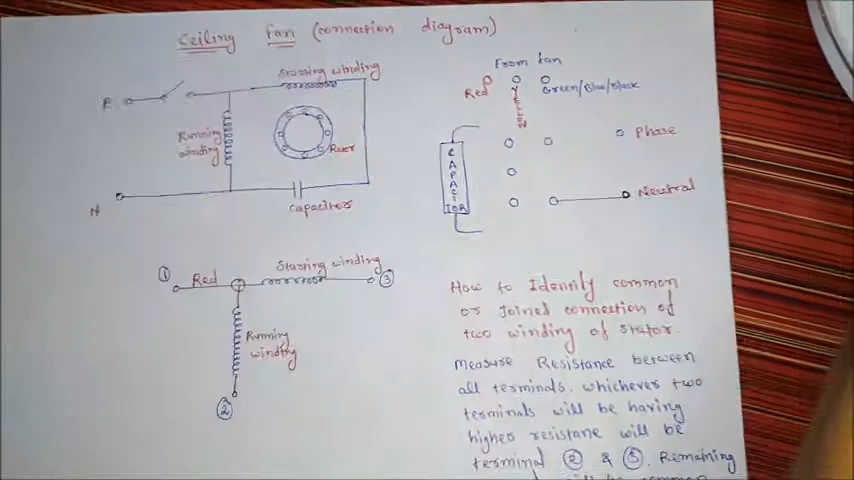 Ceiling Fan (connection diagram)
Starting winding
P
Running
winding
Rotor
N
Capacitor
1
Red
Starting winding
3
Running
winding
2
From fan
Red
YELLOW
Green/Blue/Black
CAPACITOR
Phase
Neutral
How to Identify common
or Joined connection of
two winding of stator.
Measure Resistance between
all terminals. whichever two
terminals will be having
higher resistane will be
terminal 2 & 3. Remaining